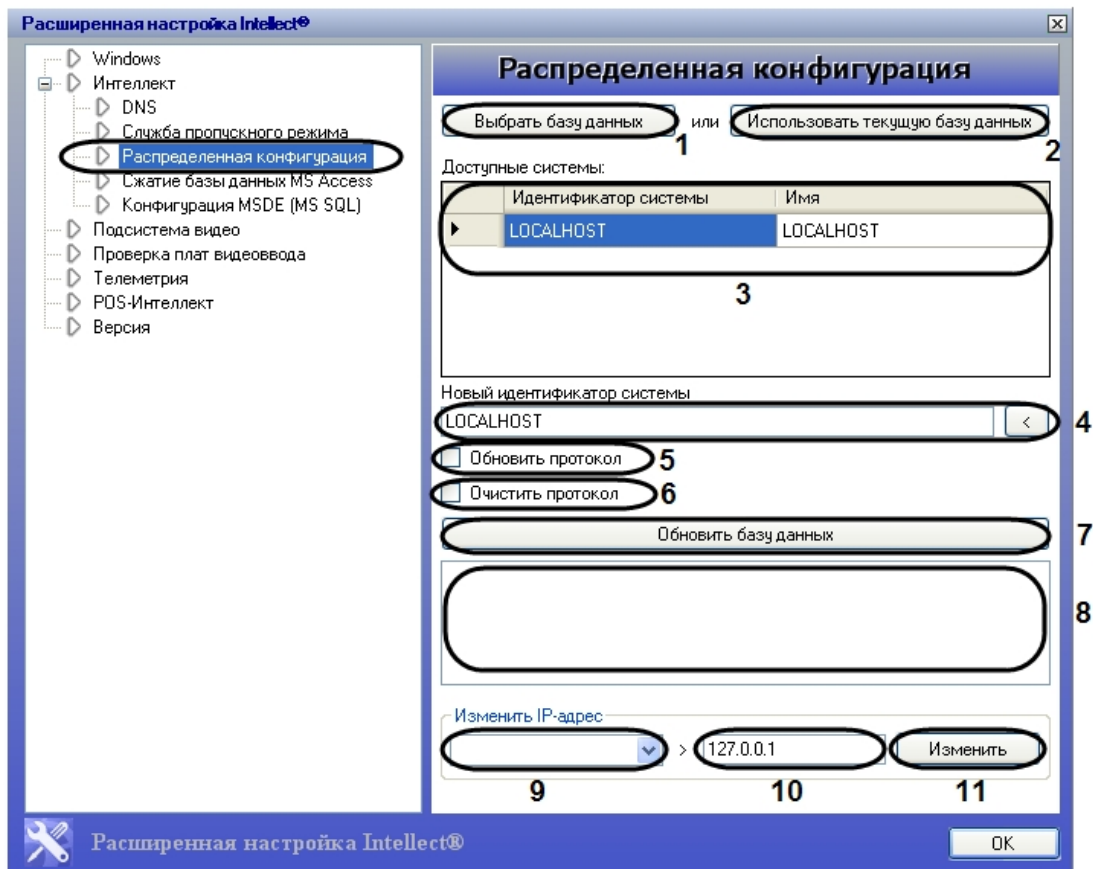 Расширенная настройка Intellect®
Windows
Интеллект
DNS
Служба пропускного режима
Распределенная конфигурация
Сжатие базы данных MS Access
Конфигурация MSDE (MS SQL)
Подсистема видео
Проверка плат видеоввода
Телеметрия
POS-Интеллект
Версия
Распределенная конфигурация
Выбрать базу данных или Использовать текущую базу данных
1 2
Доступные системы:
Идентификатор системы Имя
LOCALHOST LOCALHOST
3
Новый идентификатор системы
LOCALHOST < 4
Обновить протокол 5
Очистить протокол 6
Обновить базу данных 7
8
Изменить IP-адрес
> 127.0.0.1 Изменить
9 10 11
Расширенная настройка Intellect® OK